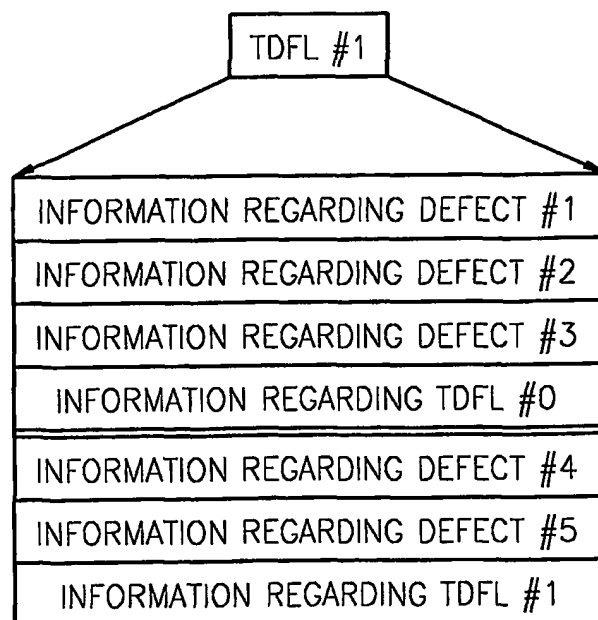 TDFL #1
INFORMATION REGARDING DEFECT #1
INFORMATION REGARDING DEFECT #2
INFORMATION REGARDING DEFECT #3
INFORMATION REGARDING TDFL #0
INFORMATION REGARDING DEFECT #4
INFORMATION REGARDING DEFECT #5
INFORMATION REGARDING TDFL #1